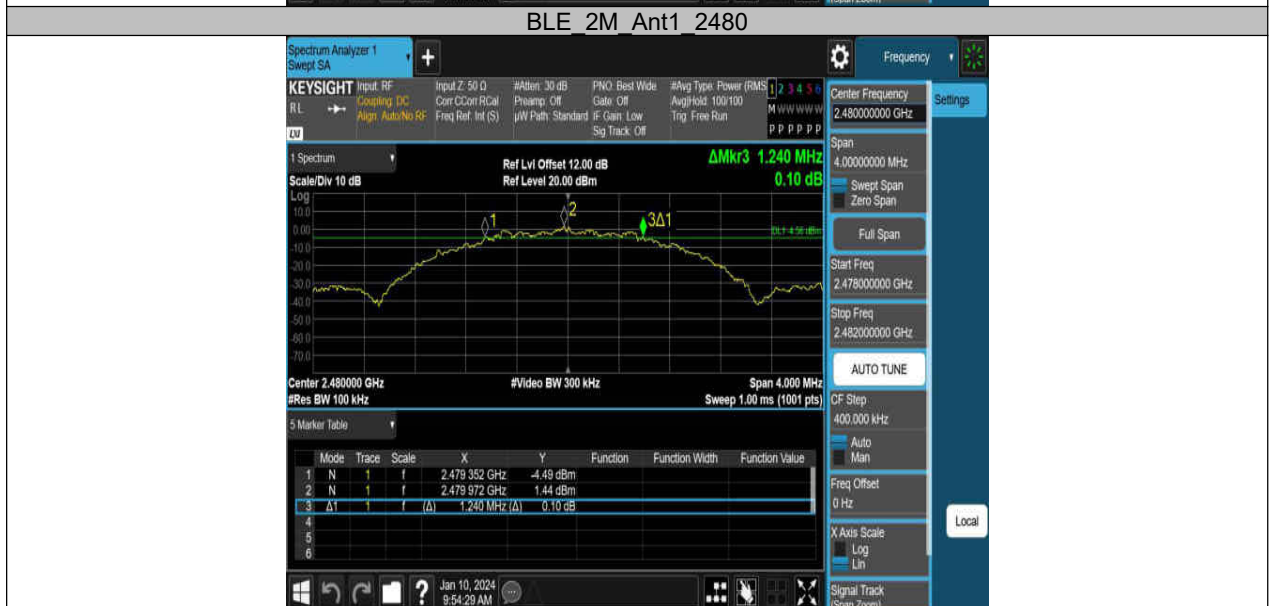 BLE_2M_Ant1_2480
Spectrum Analyzer 1
Swept SA
+
Frequency
KEYSIGHT
RL
Input: RF
Coupling: DC
Align: Auto/No RF
Input Z: 50 Ω
Corr CCorr RCal
Freq Ref: Int (S)
#Atten: 30 dB
Preamp: Off
µW Path: Standard
PNO: Best Wide
Gate: Off
IF Gain: Low
Sig Track: Off
#Avg Type: Power (RMS
Avg|Hold: 100/100
Trig: Free Run
1 2 3 4 5 6
M W W W W W
P P P P P P
Center Frequency
2.480000000 GHz
Settings
Span
4.00000000 MHz
Swept Span
Zero Span
Full Span
Start Freq
2.478000000 GHz
Stop Freq
2.482000000 GHz
AUTO TUNE
CF Step
400.000 kHz
Auto
Man
Freq Offset
0 Hz
X Axis Scale
Log
Lin
Signal Track
(Span Zoom)
Local
1 Spectrum
Scale/Div 10 dB
Log
Ref Lvl Offset 12.00 dB
Ref Level 20.00 dBm
ΔMkr3 1.240 MHz
0.10 dB
10.0
0.00
-10.0
-20.0
-30.0
-40.0
-50.0
-60.0
-70.0
1
2
3Δ1
DL1 -4.56 dBm
Center 2.480000 GHz
#Res BW 100 kHz
#Video BW 300 kHz
Span 4.000 MHz
Sweep 1.00 ms (1001 pts)
5 Marker Table
Mode Trace Scale X Y Function Function Width Function Value
1 N 1 f 2.479 352 GHz -4.49 dBm
2 N 1 f 2.479 972 GHz 1.44 dBm
3 Δ1 1 f (Δ) 1.240 MHz (Δ) 0.10 dB
4
5
6
?
Jan 10, 2024
9:54:29 AM